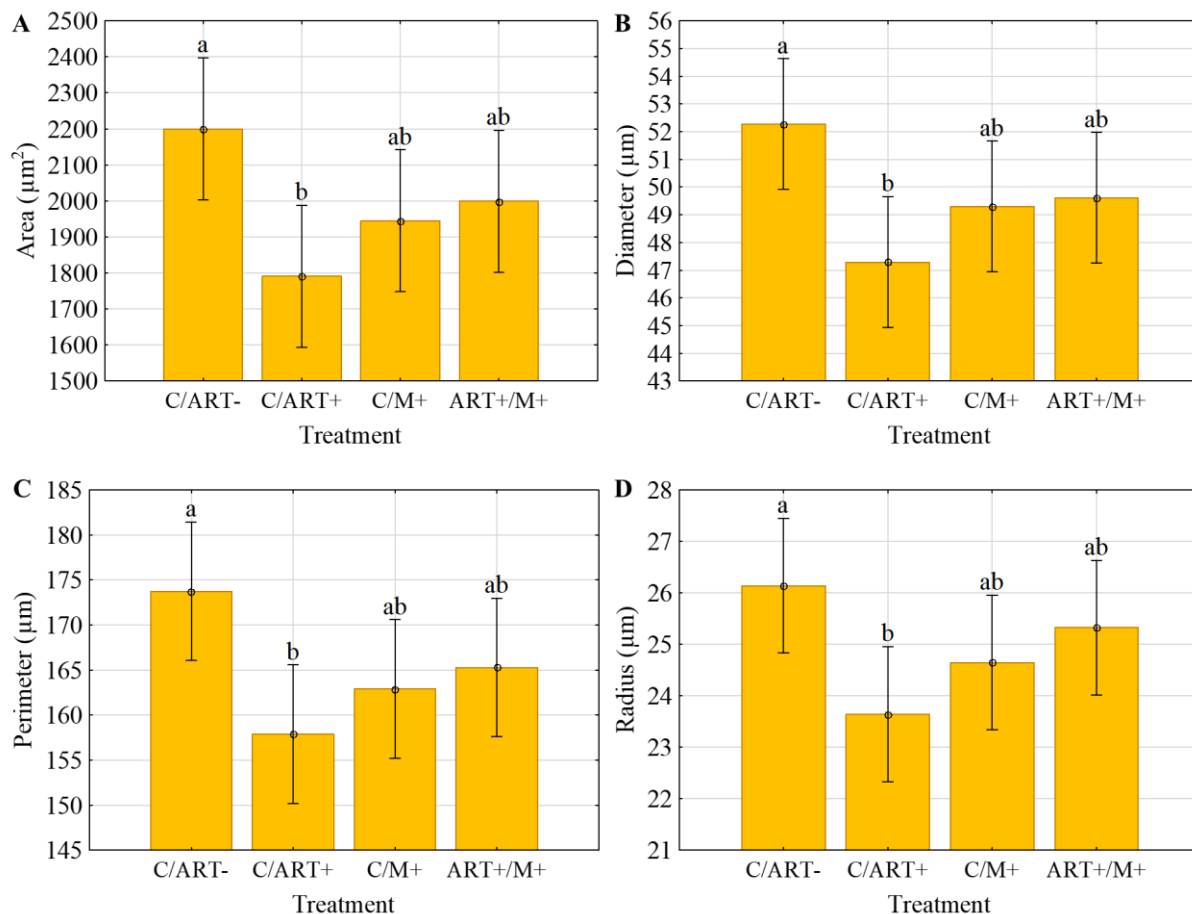 A
Area (µm²)
2500
2400
2300
2200
2100
2000
1900
1800
1700
1600
1500
a
b
ab
ab
C/ART- C/ART+ C/M+ ART+/M+
Treatment
B
Diameter (µm)
56
55
54
53
52
51
50
49
48
47
46
45
44
43
a
b
ab
ab
C/ART- C/ART+ C/M+ ART+/M+
Treatment
C
Perimeter (µm)
185
180
175
170
165
160
155
150
145
a
b
ab
ab
C/ART- C/ART+ C/M+ ART+/M+
Treatment
D
Radius (µm)
28
27
26
25
24
23
22
21
a
b
ab
ab
C/ART- C/ART+ C/M+ ART+/M+
Treatment